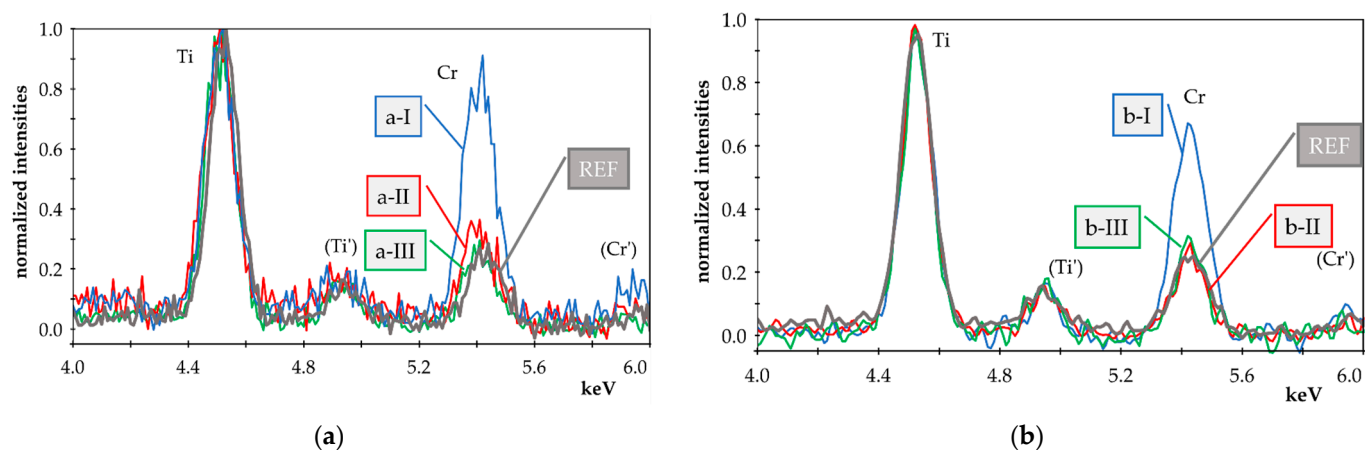 1.0
0.8
0.6
0.4
0.2
0.0
normalized intensities
Ti
Cr
a-I
a-II
a-III
REF
(Ti')
(Cr')
4.0 4.4 4.8 5.2 5.6 6.0
keV
(a)
1.0
0.8
0.6
0.4
0.2
0.0
normalized intensities
Ti
Cr
b-I
REF
b-III
b-II
(Ti')
(Cr')
4.0 4.4 4.8 5.2 5.6 6.0
keV
(b)